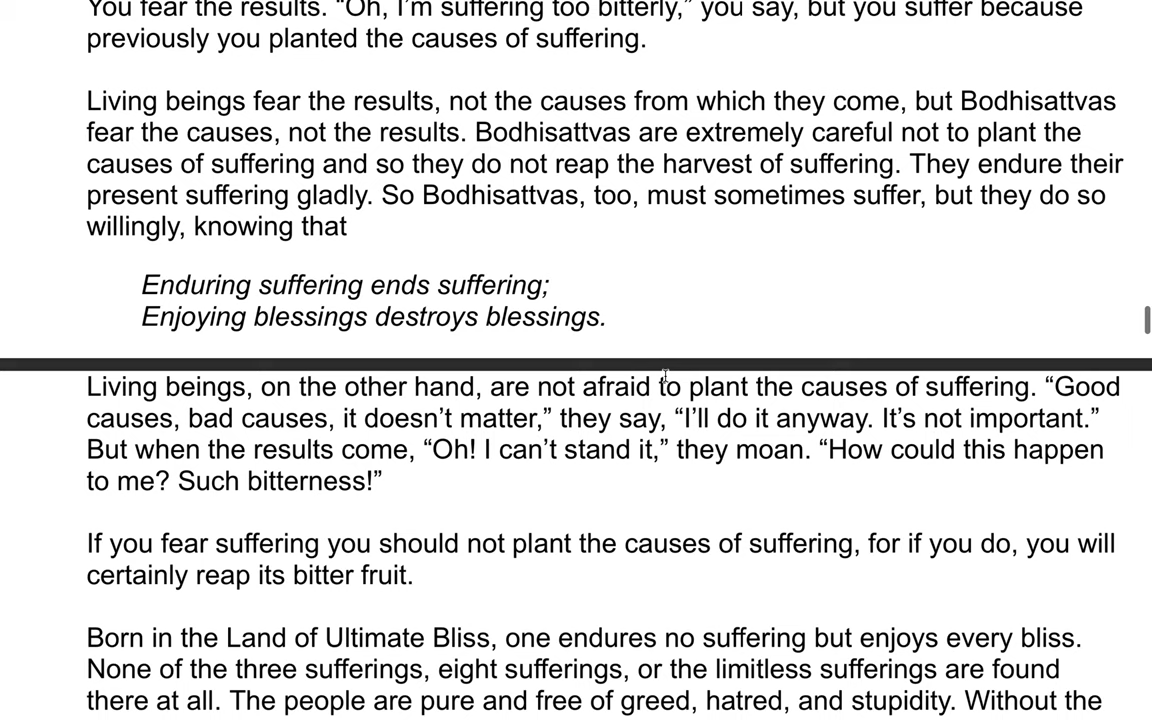 You fear the results. “Oh, I’m suffering too bitterly,” you say, but you suffer because
previously you planted the causes of suffering.
Living beings fear the results, not the causes from which they come, but Bodhisattvas
fear the causes, not the results. Bodhisattvas are extremely careful not to plant the
causes of suffering and so they do not reap the harvest of suffering. They endure their
present suffering gladly. So Bodhisattvas, too, must sometimes suffer, but they do so
willingly, knowing that
Enduring suffering ends suffering;
Enjoying blessings destroys blessings.
Living beings, on the other hand, are not afraid to plant the causes of suffering. “Good
causes, bad causes, it doesn’t matter,” they say, “I’ll do it anyway. It’s not important.”
But when the results come, “Oh! I can’t stand it,” they moan. “How could this happen
to me? Such bitterness!”
If you fear suffering you should not plant the causes of suffering, for if you do, you will
certainly reap its bitter fruit.
Born in the Land of Ultimate Bliss, one endures no suffering but enjoys every bliss.
None of the three sufferings, eight sufferings, or the limitless sufferings are found
there at all. The people are pure and free of greed, hatred, and stupidity. Without the